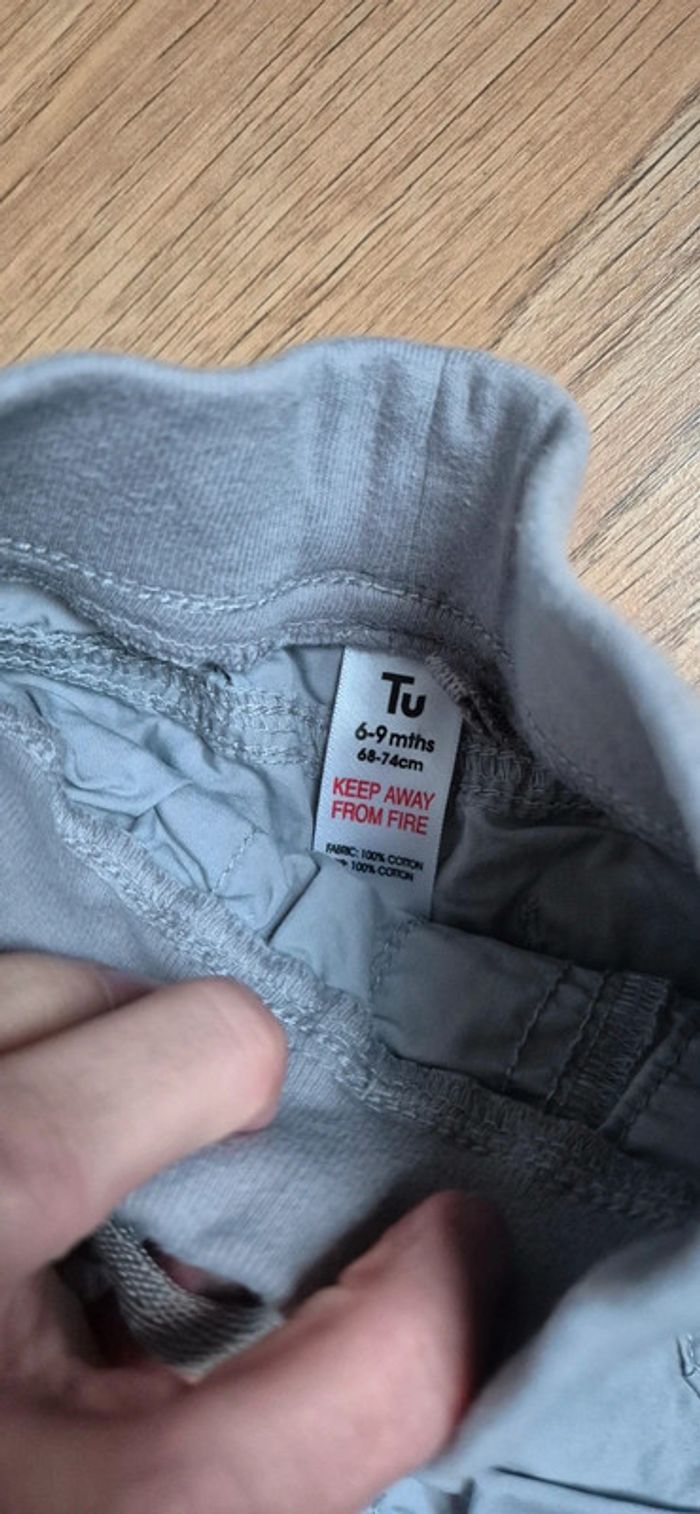 Tu
6-9 mths
68-74cm
KEEP AWAY
FROM FIRE
FABRIC: 100% COTTON
100% COTTON